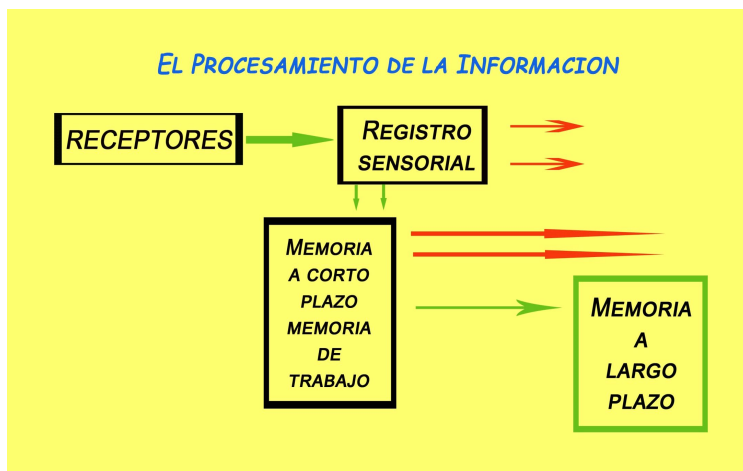 El Procesamiento de la Informacion
RECEPTORES
Registro
sensorial
Memoria
a corto
plazo
memoria
de
trabajo
Memoria
a
largo
plazo